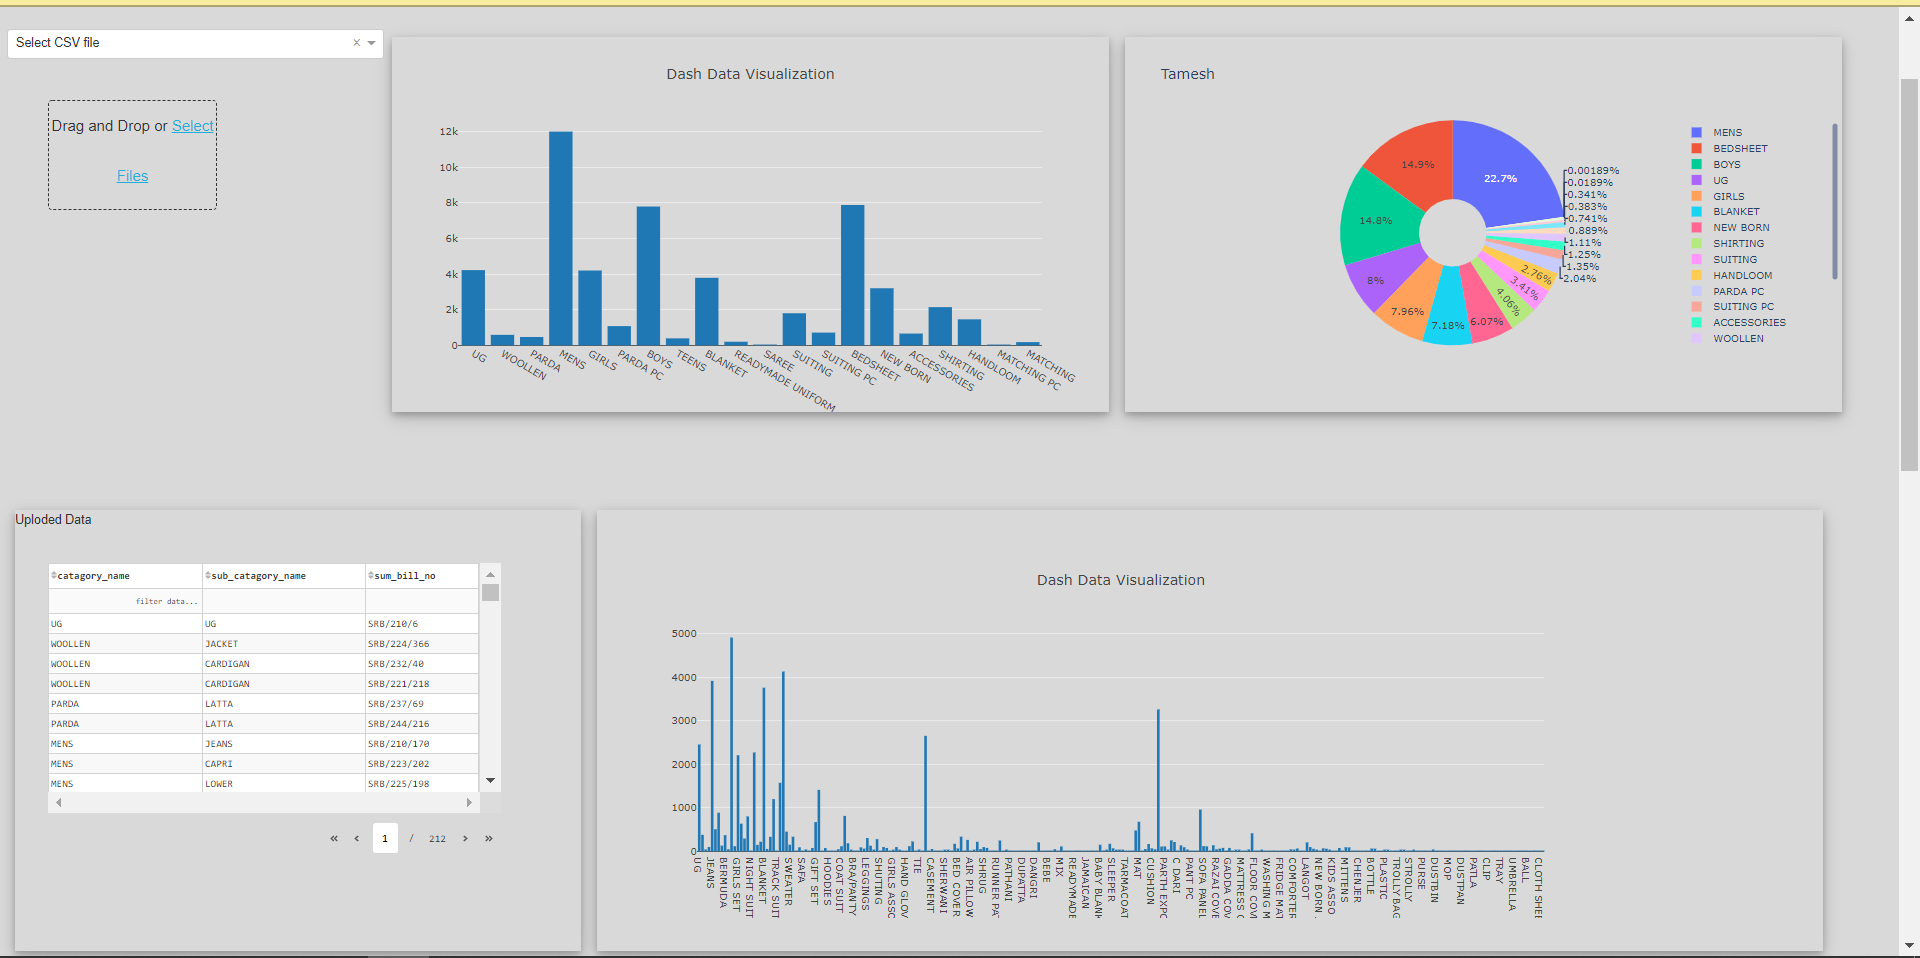 Select CSV file
Drag and Drop or Select
Files
Dash Data Visualization
12k
10k
8k
6k
4k
2k
0
UG
WOOLLEN
PARDA
MENS
GIRLS
PARDA PC
BOYS
TEENS
BLANKET
READYMADE UNIFORM
SAREE
SUITING
SUITING PC
BEDSHEET
NEW BORN
ACCESSORIES
SHIRTING
HANDLOOM
MATCHING PC
MATCHING
Tamesh
22.7%
14.9%
14.8%
8%
7.96%
7.18%
6.07%
4.06%
3.41%
2.76%
0.00189%
0.0189%
0.341%
0.383%
0.741%
0.889%
1.11%
1.25%
1.35%
2.04%
MENS
BEDSHEET
BOYS
UG
GIRLS
BLANKET
NEW BORN
SHIRTING
SUITING
HANDLOOM
PARDA PC
SUITING PC
ACCESSORIES
WOOLLEN
Uploded Data
catagory_name sub_catagory_name sum_bill_no
filter data...
UG UG SRB/210/6
WOOLLEN JACKET SRB/224/366
WOOLLEN CARDIGAN SRB/232/40
WOOLLEN CARDIGAN SRB/221/218
PARDA LATTA SRB/237/69
PARDA LATTA SRB/244/216
MENS JEANS SRB/210/170
MENS CAPRI SRB/223/202
MENS LOWER SRB/225/198
« ‹ 1 / 212 › »
Dash Data Visualization
5000
4000
3000
2000
1000
0
UG
JEANS
BERMUDA
GIRLS SET
NIGHT SUIT
BLANKET
TRACK SUIT
SWEATER
SAFA
GIFT SET
HOODIES
COAT SUIT
BRA/PANTY
LEGGINGS
SHUTING
GIRLS ASSC
HAND GLOV
TIE
CASEMENT
SHERWANI
BED COVER
AIR PILLOW
SHRUG
RUNNER PA
PATHANI
DUPATTA
DANGRI
BEBE
MIX
READYMADE
JAMAICAN
BABY BLANK
SLEEPER
TARMACOAT
MAT
CUSHION
PARTH EXPO
C DARI
PANT PC
SOFA PANEL
RAZAI COVE
GADDA COV
MATTRESS C
FLOOR COVI
WASHING M
FRIDGE MAT
COMFORTER
LANGOT
NEW BORN
KIDS ASSO
MITTENS
CHENJER
BOTTLE
PLASTIC
TROLLY BAG
STROLLY
PURSE
DUSTBIN
MOP
DUSTPAN
PATLA
CLIP
TRAY
UMBRELLA
BALL
CLOTH SHEE